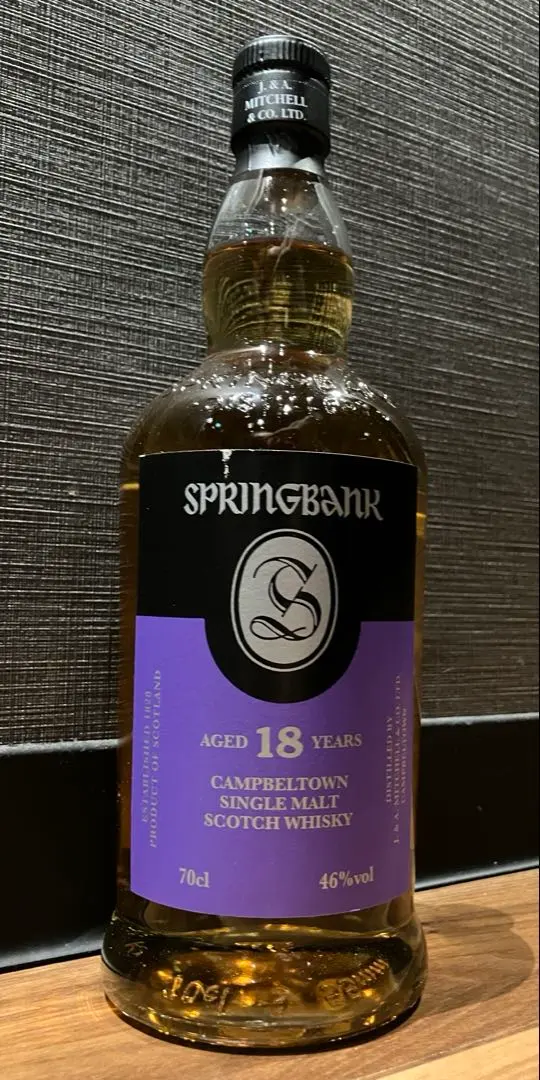 J. & A.
MITCHELL
& CO. LTD.
SPRINGBANK
S
AGED 18 YEARS
CAMPBELTOWN
SINGLE MALT
SCOTCH WHISKY
70cl 46%vol
ESTABLISHED 1828
PRODUCT OF SCOTLAND
DISTILLED BY
J. & A. MITCHELL & CO. LTD.
CAMPBELTOWN